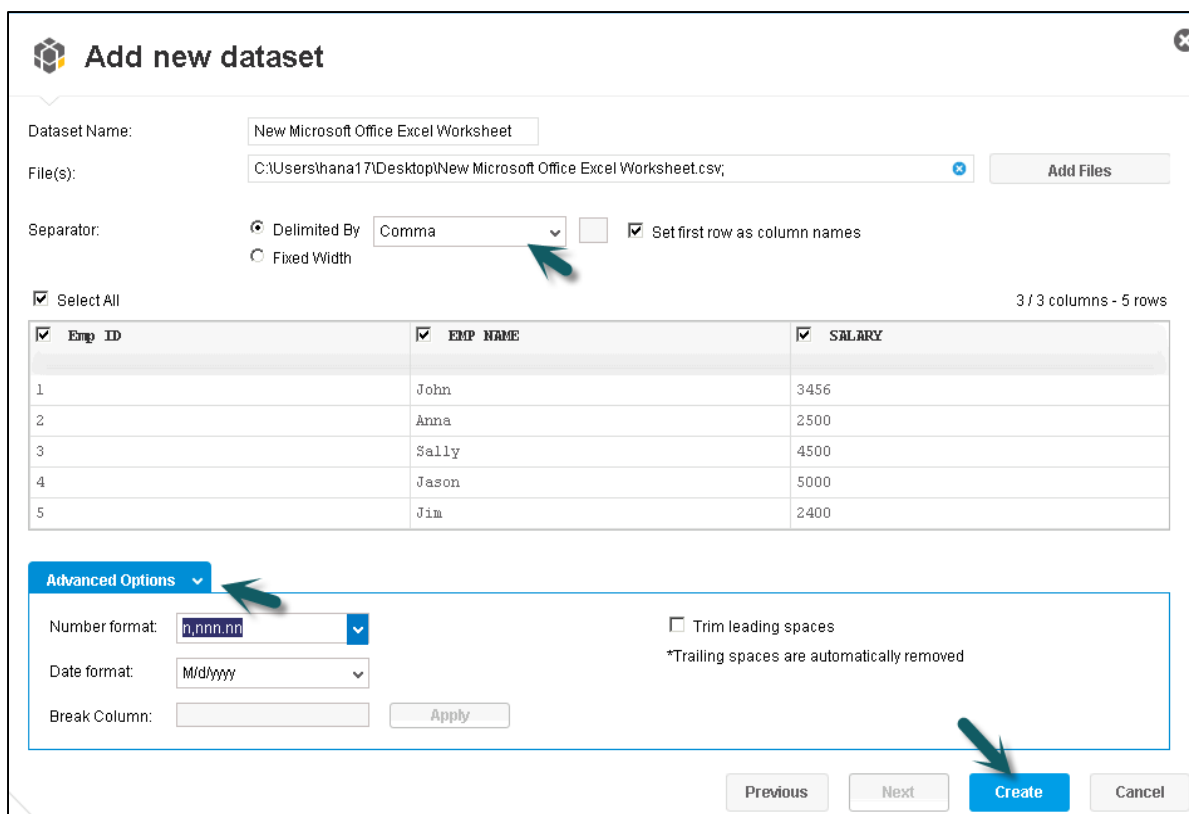 Add new dataset
Dataset Name: New Microsoft Office Excel Worksheet
File(s): C:\Users\hana17\Desktop\New Microsoft Office Excel Worksheet.csv; Add Files
Separator: Delimited By Comma Set first row as column names
Fixed Width
Select All 3 / 3 columns - 5 rows
Emp ID EMP NAME SALARY
1 John 3456
2 Anna 2500
3 Sally 4500
4 Jason 5000
5 Jim 2400
Advanced Options
Number format: n,nnn.nn Trim leading spaces
*Trailing spaces are automatically removed
Date format: M/d/yyyy
Break Column: Apply
Previous Next Create Cancel